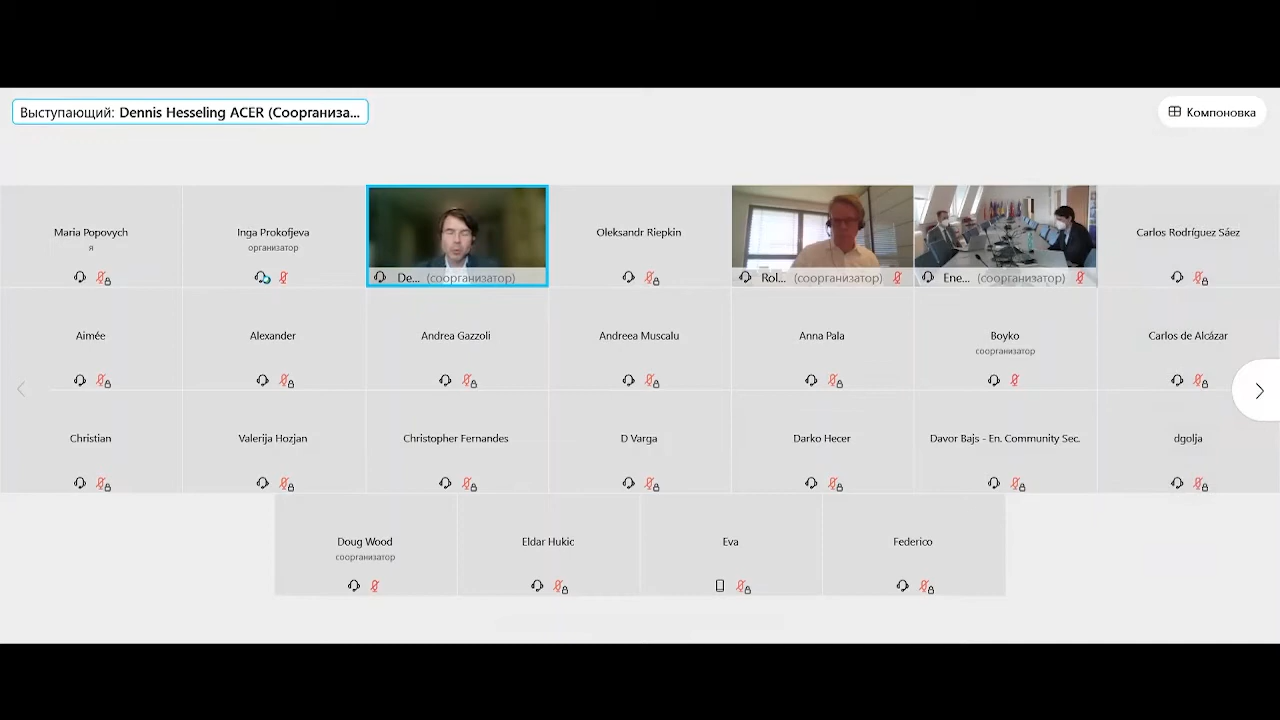 Выступающий: Dennis Hesseling ACER (Соорганиза...
Компоновка
Maria Popovych
я
Inga Prokofjeva
организатор
De... (соорганизатор)
Oleksandr Riepkin
Rol... (соорганизатор)
Ene... (соорганизатор)
Carlos Rodríguez Sáez
Aimée
Alexander
Andrea Gazzoli
Andreea Muscalu
Anna Pala
Boyko
соорганизатор
Carlos de Alcázar
Christian
Valerija Hozjan
Christopher Fernandes
D Varga
Darko Hecer
Davor Bajs - En. Community Sec.
dgolja
Doug Wood
соорганизатор
Eldar Hukic
Eva
Federico